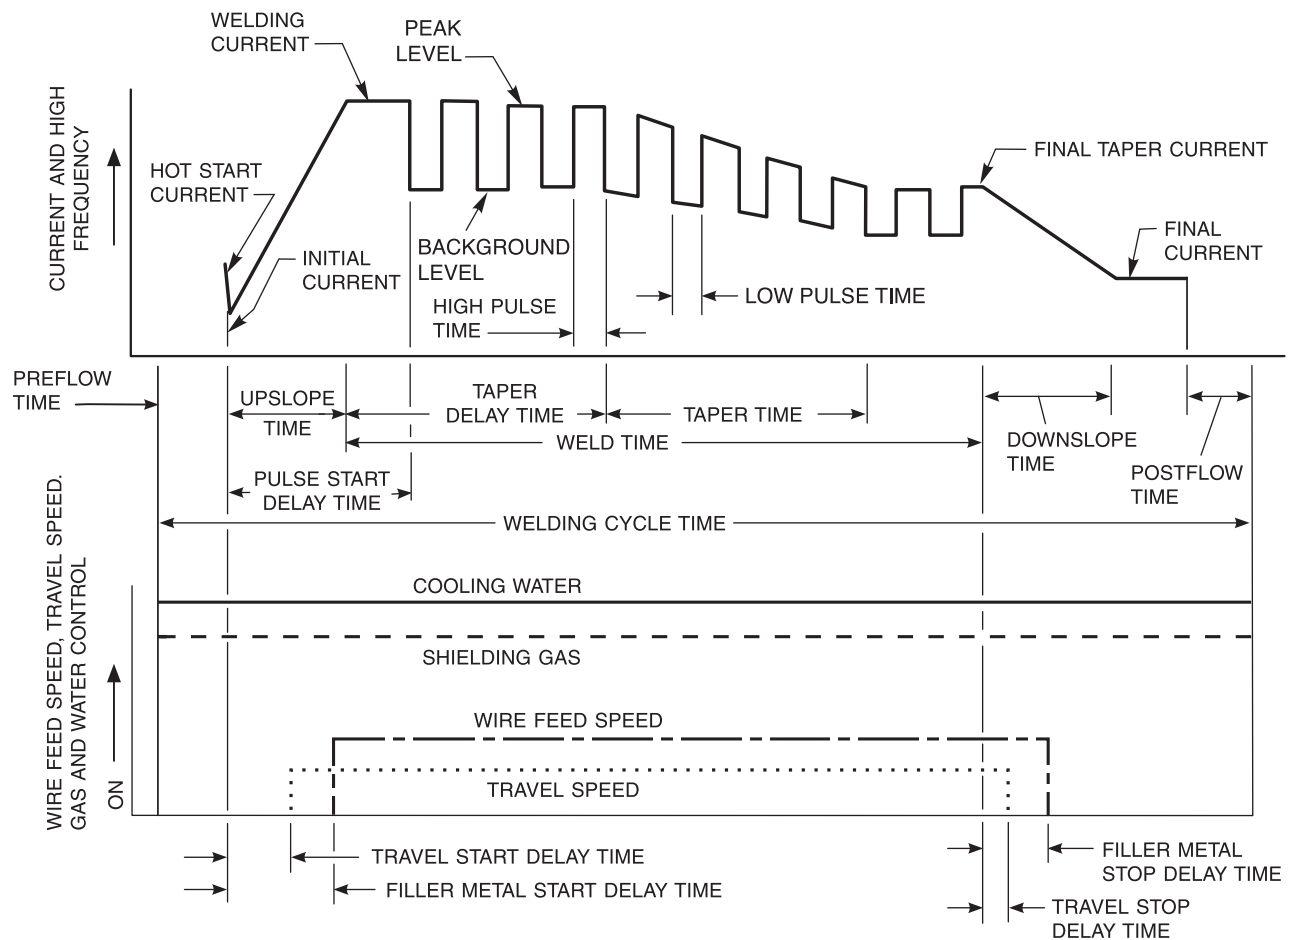 WELDING
CURRENT
PEAK
LEVEL
CURRENT AND HIGH
FREQUENCY
HOT START
CURRENT
FINAL TAPER CURRENT
INITIAL
CURRENT
BACKGROUND
LEVEL
FINAL
CURRENT
HIGH PULSE
TIME
LOW PULSE TIME
PREFLOW
TIME
UPSLOPE
TIME
TAPER
DELAY TIME
TAPER TIME
WELD TIME
DOWNSLOPE
TIME
POSTFLOW
TIME
PULSE START
DELAY TIME
WELDING CYCLE TIME
WIRE FEED SPEED, TRAVEL SPEED.
GAS AND WATER CONTROL
ON
COOLING WATER
SHIELDING GAS
WIRE FEED SPEED
TRAVEL SPEED
TRAVEL START DELAY TIME
FILLER METAL START DELAY TIME
FILLER METAL
STOP DELAY TIME
TRAVEL STOP
DELAY TIME